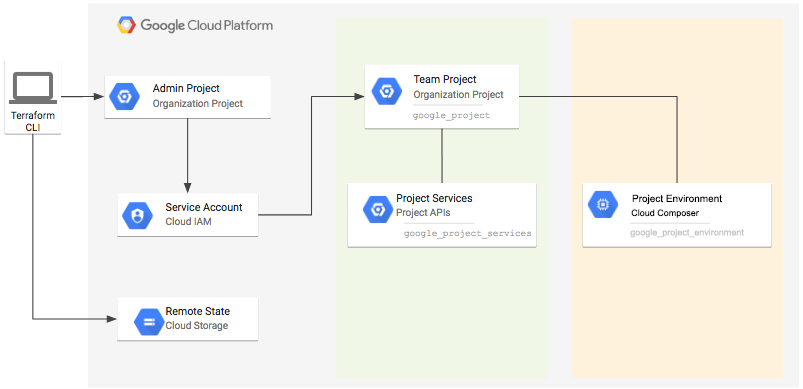 Google Cloud Platform
Terraform
CLI
Admin Project
Organization Project
Team Project
Organization Project
google_project
Service Account
Cloud IAM
Project Services
Project APIs
google_project_services
Project Environment
Cloud Composer
google_project_environment
Remote State
Cloud Storage